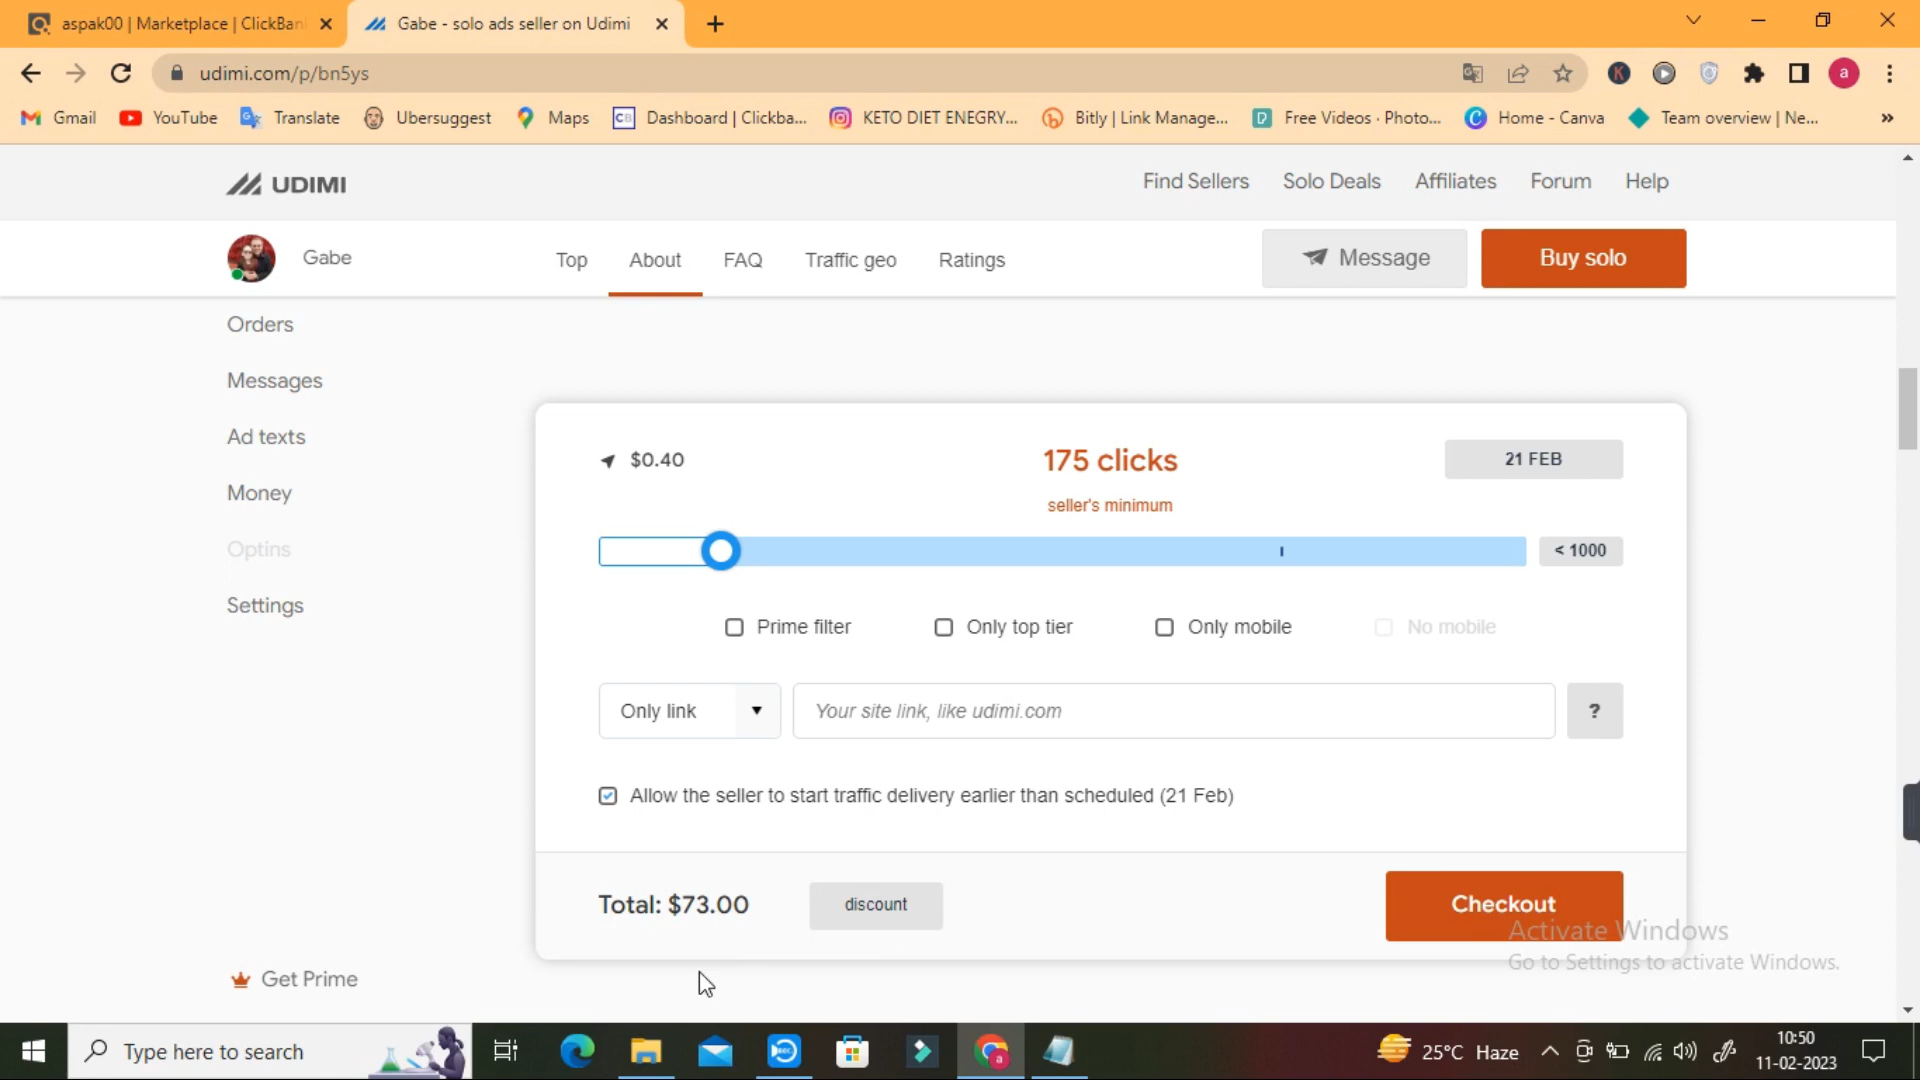 aspak00 | Marketplace | ClickBan
Gabe - solo ads seller on Udimi
udimi.com/p/bn5ys
a
Gmail
YouTube
Translate
Ubersuggest
Maps
Dashboard | Clickba...
KETO DIET ENEGRY...
Bitly | Link Manage...
Free Videos · Photo...
Home - Canva
Team overview | Ne...
»
UDIMI
Find Sellers
Solo Deals
Affiliates
Forum
Help
Gabe
Top
About
FAQ
Traffic geo
Ratings
Message
Buy solo
Orders
Messages
Ad texts
Money
Optins
Settings
Get Prime
$0.40
175 clicks
21 FEB
seller's minimum
< 1000
Prime filter
Only top tier
Only mobile
No mobile
Only link
Your site link, like udimi.com
?
Allow the seller to start traffic delivery earlier than scheduled (21 Feb)
Total: $73.00
discount
Checkout
Activate Windows
Go to Settings to activate Windows.
Type here to search
25°C Haze
10:50
11-02-2023